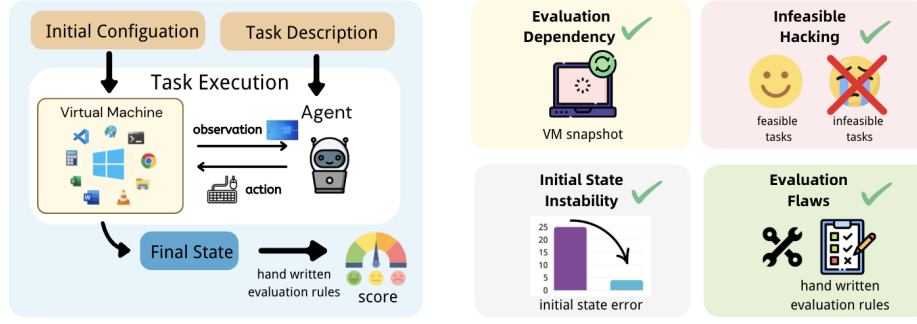 Initial Configuation
Task Description
Task Execution
Virtual Machine
Agent
observation
action
Final State
hand written
evaluation rules
score
Evaluation
Dependency
VM snapshot
Infeasible
Hacking
feasible
tasks
infeasible
tasks
Initial State
Instability
25
20
15
10
5
0
initial state error
Evaluation
Flaws
hand written
evaluation rules